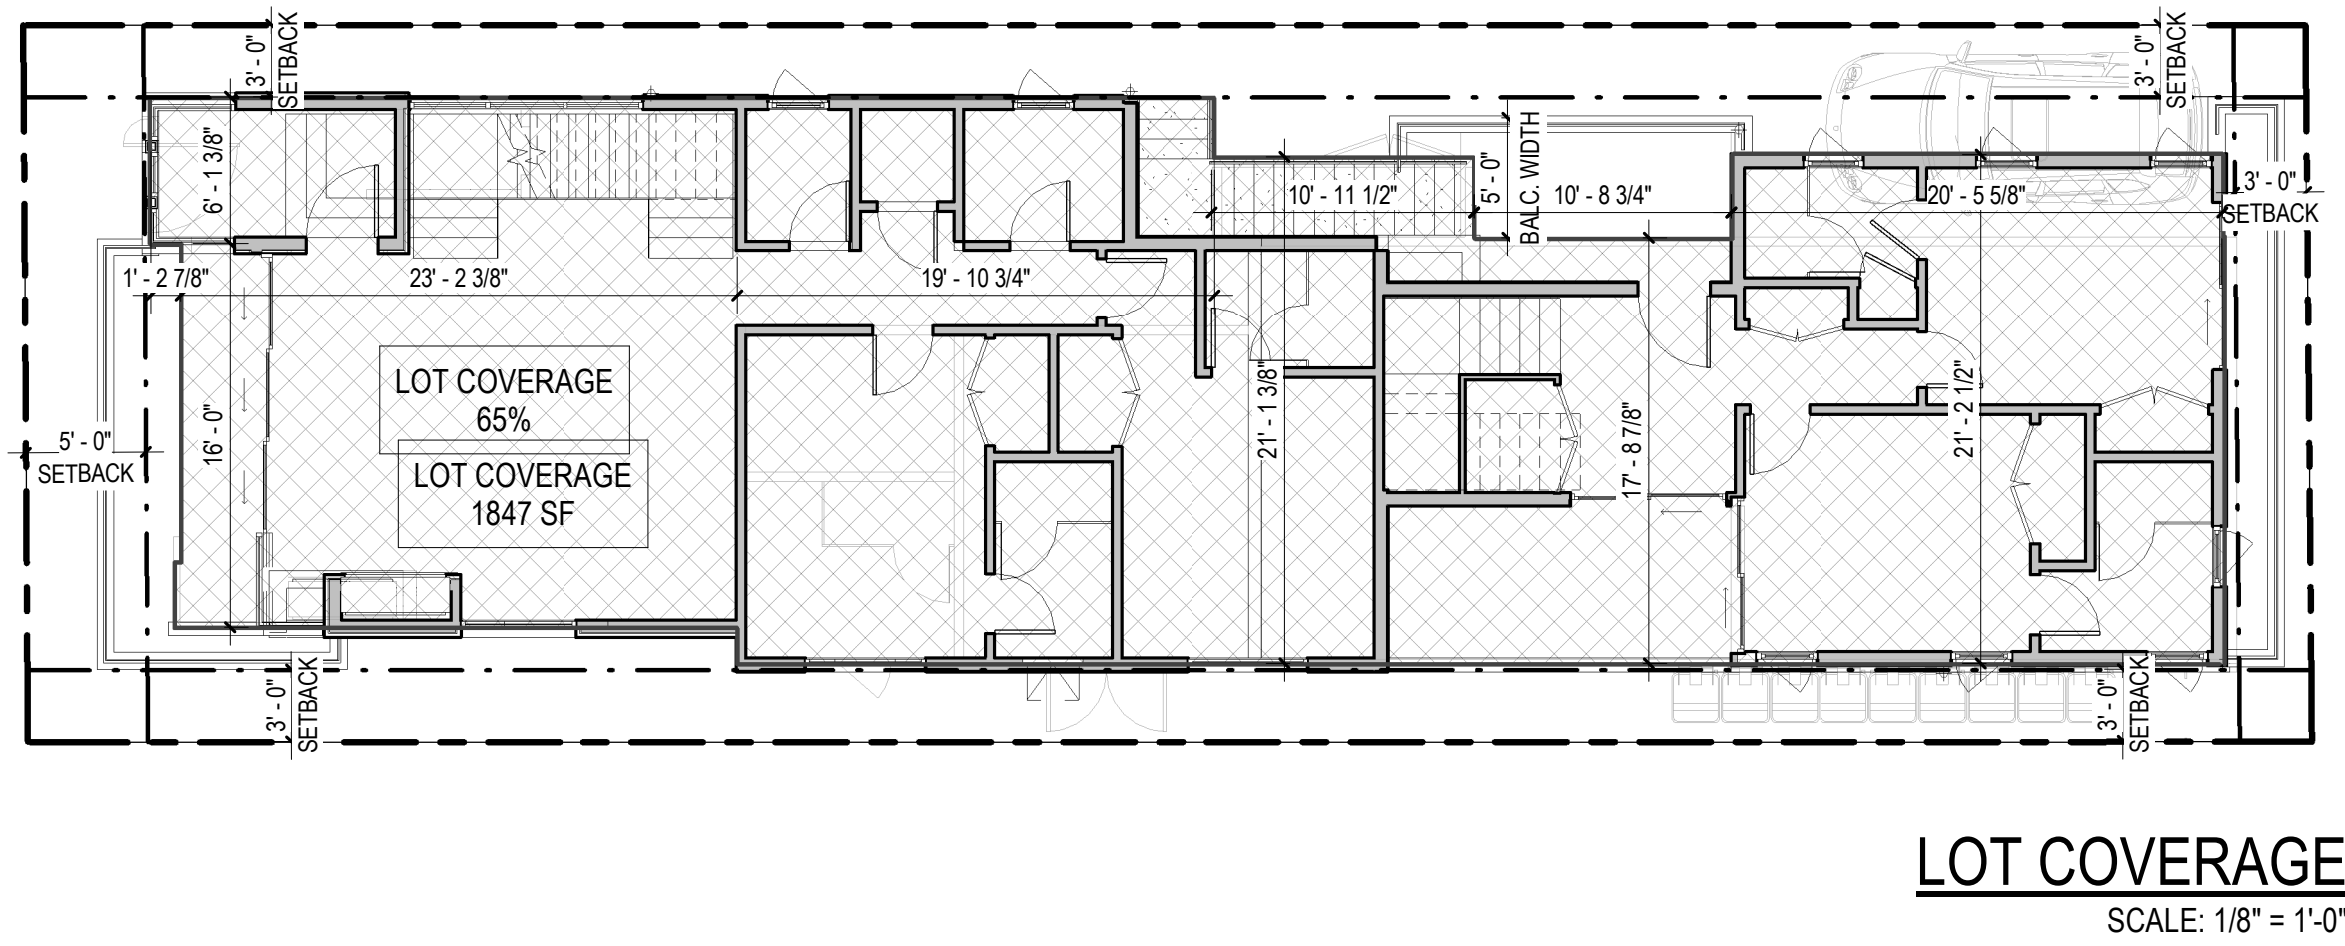 3' - 0"
SETBACK
3' - 0"
SETBACK
6' - 1 3/8"
10' - 11 1/2"
5' - 0"
BALC. WIDTH
10' - 8 3/4"
20' - 5 5/8"
3' - 0"
SETBACK
1' - 2 7/8"
23' - 2 3/8"
19' - 10 3/4"
LOT COVERAGE
65%
5' - 0"
SETBACK
16' - 0"
LOT COVERAGE
1847 SF
21' - 1 3/8"
17' - 8 7/8"
21' - 2 1/2"
3' - 0"
SETBACK
3' - 0"
SETBACK
LOT COVERAGE
SCALE: 1/8" = 1'-0"